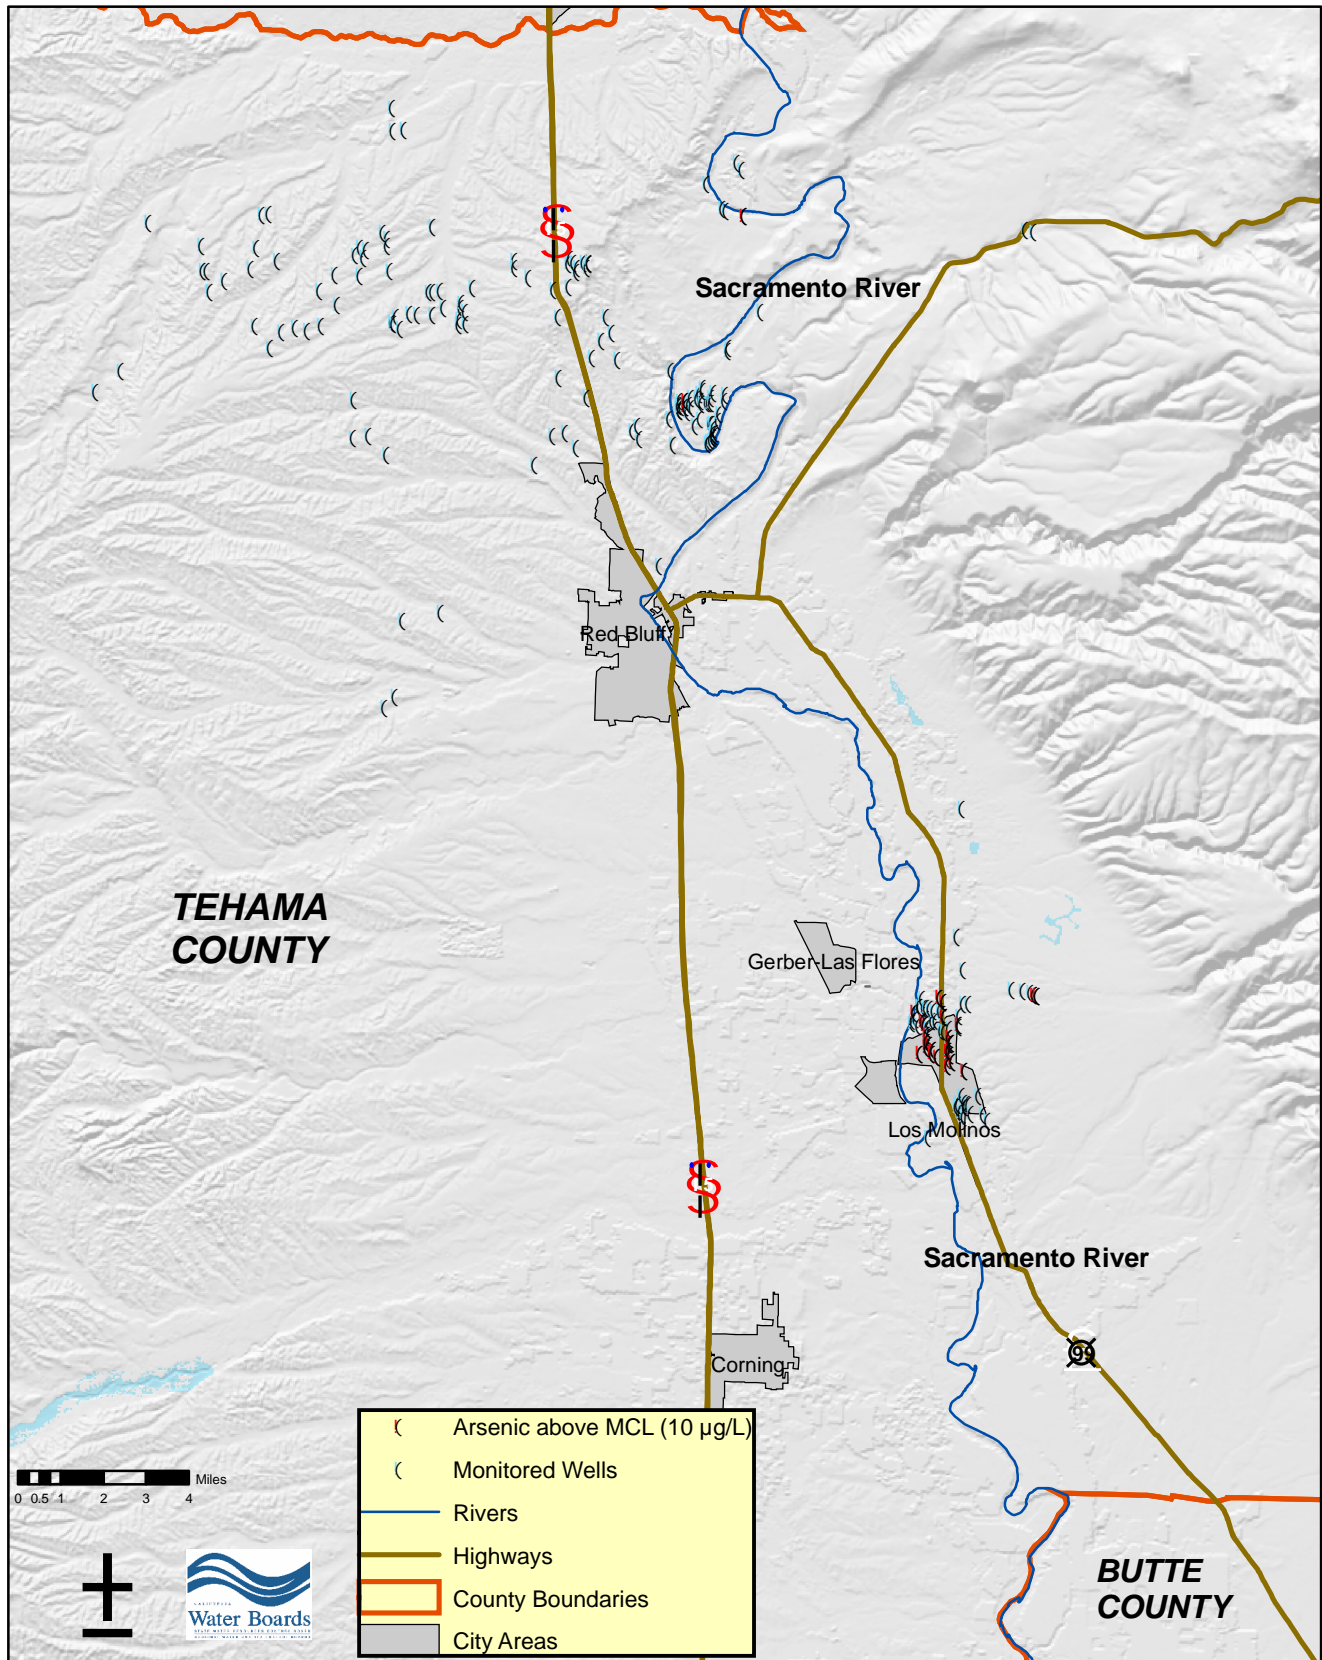 Sacramento River
Red Bluff
TEHAMA
COUNTY
Gerber-Las Flores
Los Molinos
Sacramento River
99
Corning
Arsenic above MCL (10 µg/L)
Monitored Wells
Rivers
Highways
County Boundaries
City Areas
Miles
0 0.5 1 2 3 4
CALIFORNIA
Water Boards
BUTTE
COUNTY